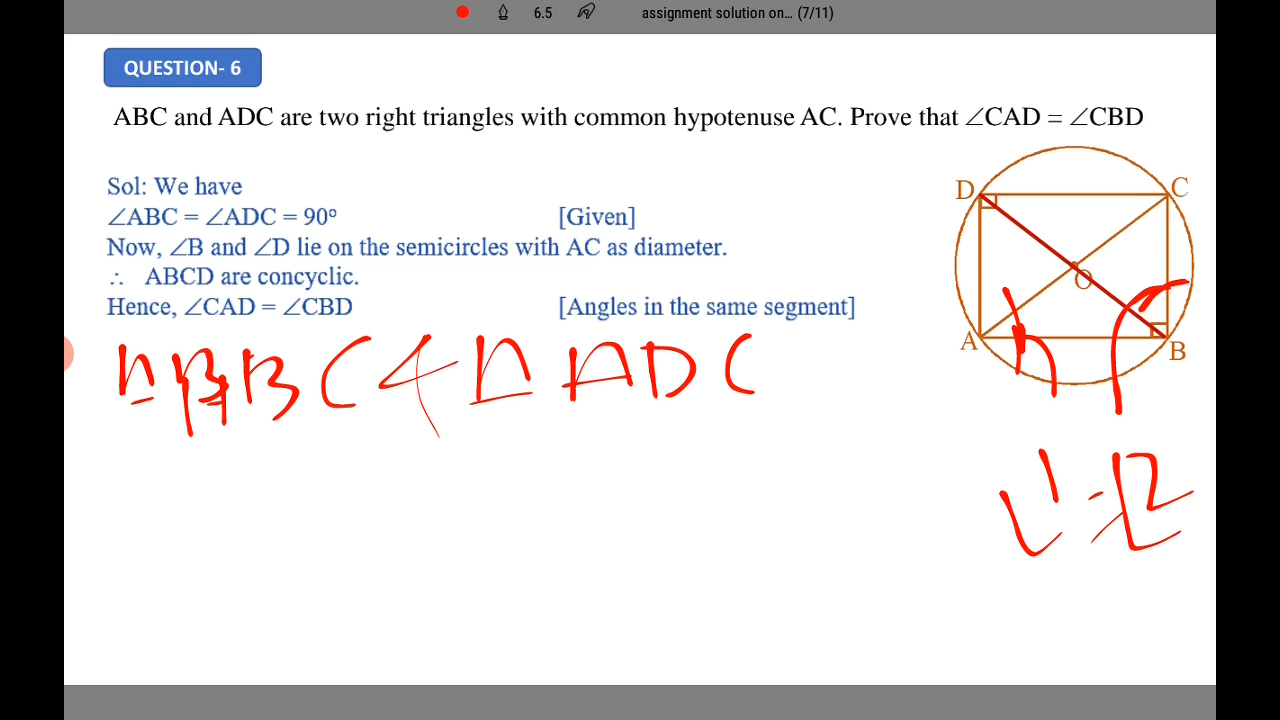 6.5 assignment solution on... (7/11)
QUESTION- 6
ABC and ADC are two right triangles with common hypotenuse AC. Prove that ∠CAD = ∠CBD
Sol: We have
∠ABC = ∠ADC = 90° [Given]
Now, ∠B and ∠D lie on the semicircles with AC as diameter.
∴ ABCD are concyclic.
Hence, ∠CAD = ∠CBD [Angles in the same segment]
D C
O
A B
BC
ADC